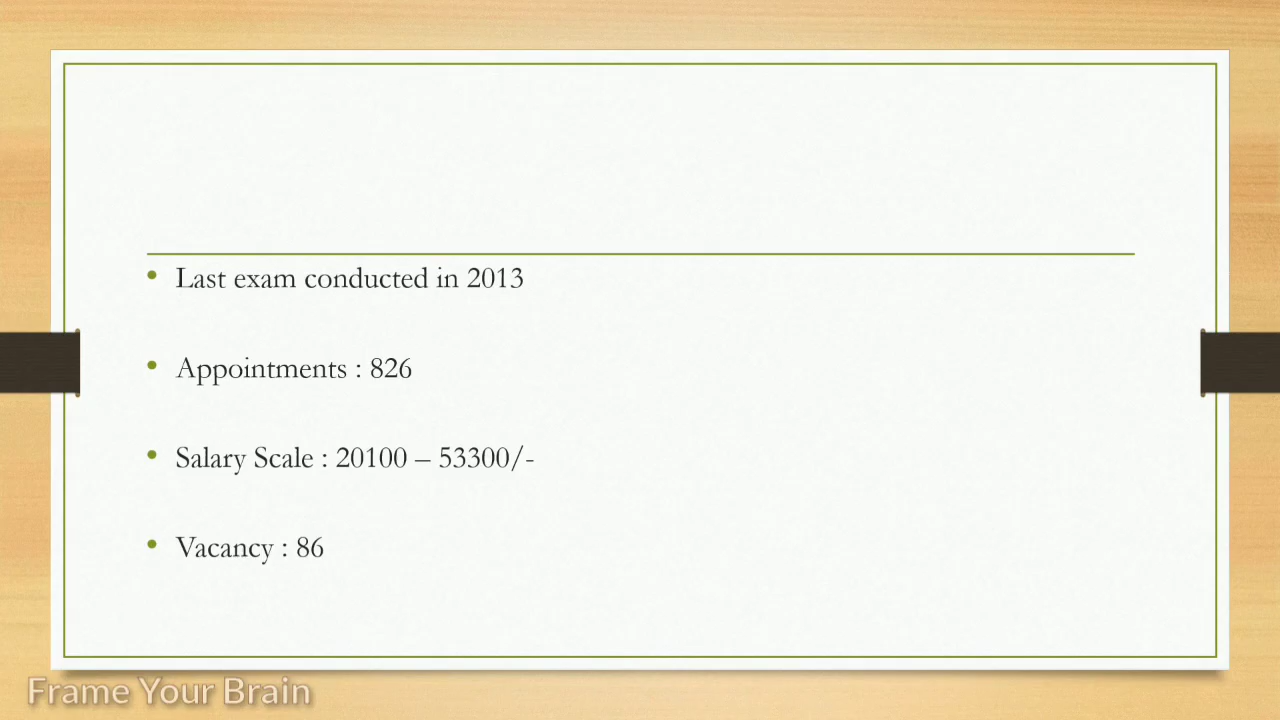 • Last exam conducted in 2013
• Appointments : 826
• Salary Scale : 20100 – 53300/-
• Vacancy : 86
Frame Your Brain